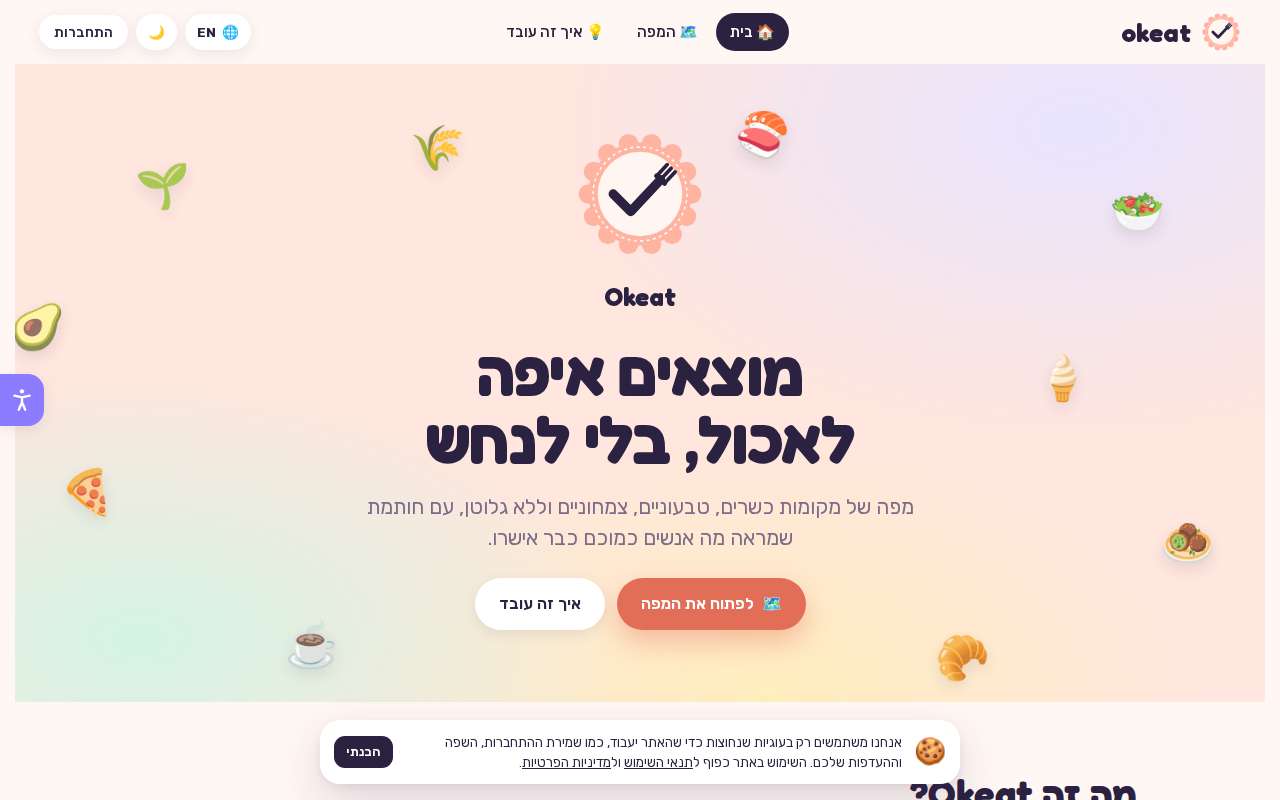 okeat
🏠 בית
🗺️ המפה
💡 איך זה עובד
🌐 EN
🌙
התחברות
Okeat
מוצאים איפה
לאכול, בלי לנחש
מפה של מקומות כשרים, טבעוניים, צמחוניים וללא גלוטן, עם חותמת
שמראה מה אנשים כמוכם כבר אישרו.
🗺️ לפתוח את המפה
איך זה עובד
אנחנו משתמשים רק בעוגיות שנחוצות כדי שהאתר יעבוד, כמו שמירת ההתחברות, השפה
וההעדפות שלכם. השימוש באתר כפוף לתנאי השימוש ולמדיניות הפרטיות.
הבנתי
מה זה Okeat?